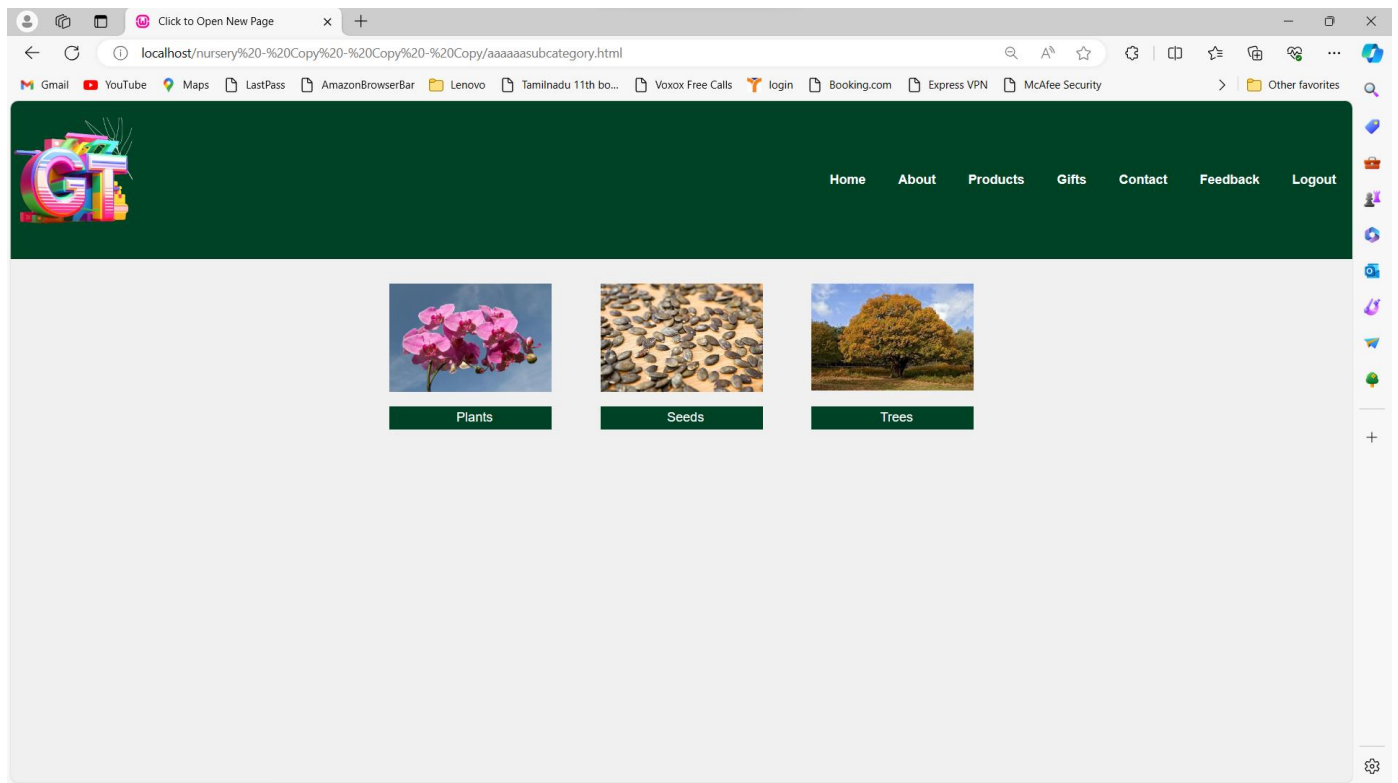 Click to Open New Page
localhost/nursery%20-%20Copy%20-%20Copy%20-%20Copy/aaaaaasubcategory.html
Gmail YouTube Maps LastPass AmazonBrowserBar Lenovo Tamilnadu 11th bo... Voxox Free Calls login Booking.com Express VPN McAfee Security Other favorites
GT
Home About Products Gifts Contact Feedback Logout
Plants Seeds Trees